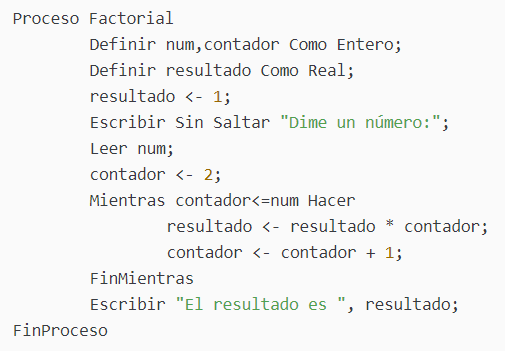 Proceso Factorial
Definir num,contador Como Entero;
Definir resultado Como Real;
resultado <- 1;
Escribir Sin Saltar "Dime un número:";
Leer num;
contador <- 2;
Mientras contador<=num Hacer
resultado <- resultado * contador;
contador <- contador + 1;
FinMientras
Escribir "El resultado es ", resultado;
FinProceso